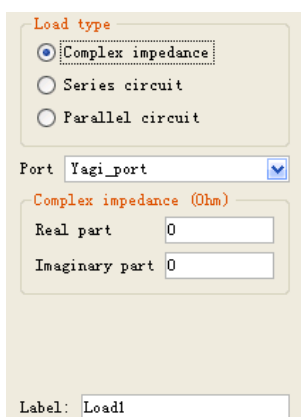 Load type
Complex impedance
Series circuit
Parallel circuit
Port Yagi_port
Complex impedance (Ohm)
Real part 0
Imaginary part 0
Label: Load1